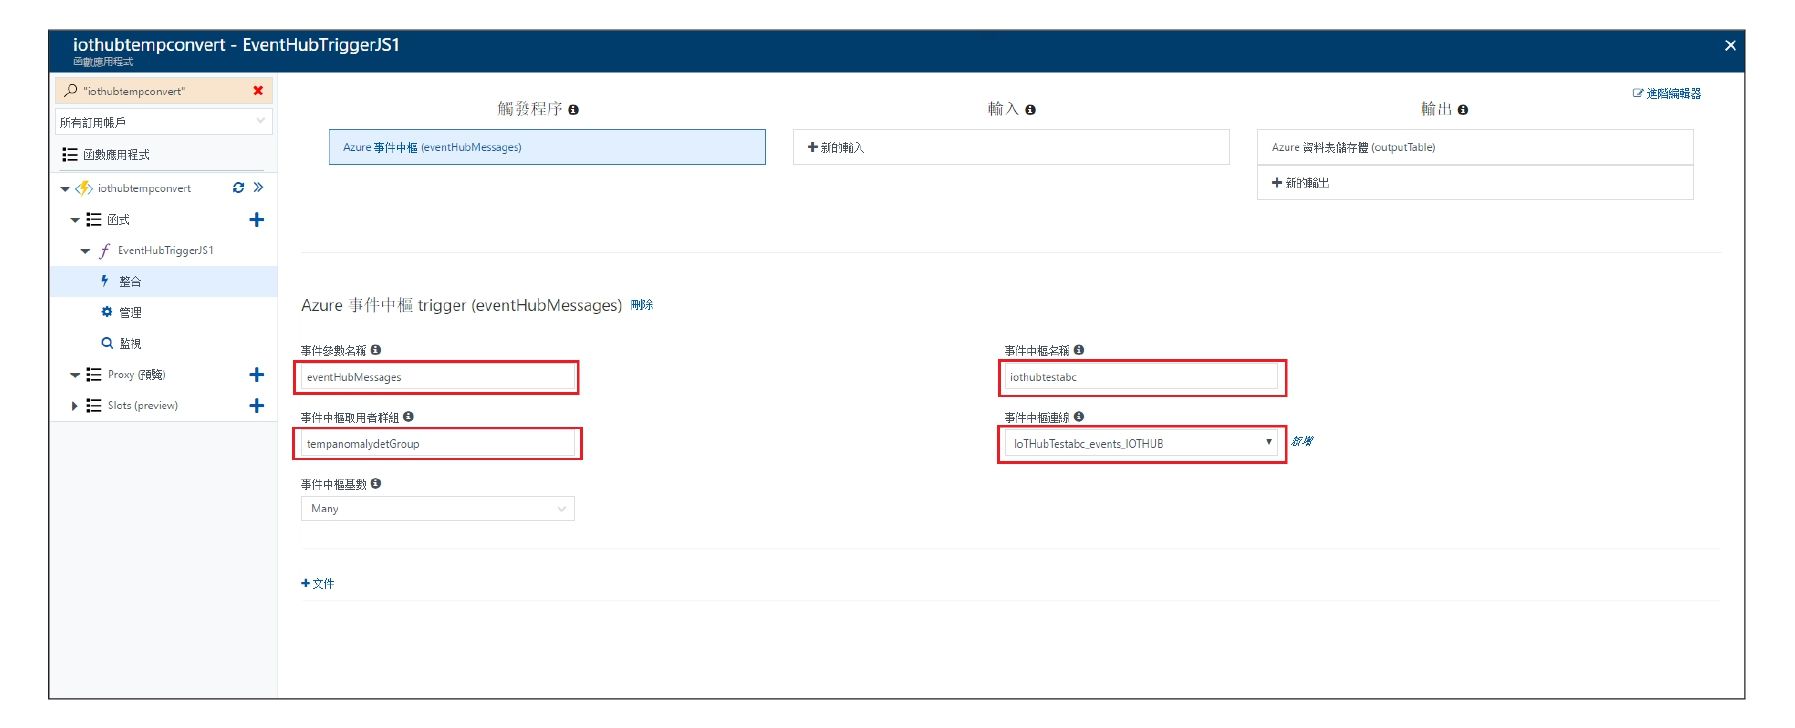 iothubtempconvert - EventHubTriggerJS1
函數應用程式
"iothubtempconvert"
所有訂用帳戶
函數應用程式
iothubtempconvert
函式
EventHubTriggerJS1
整合
管理
監視
Proxy (預覽)
Slots (preview)
進階編輯器
觸發程序
Azure 事件中樞 (eventHubMessages)
輸入
新的輸入
輸出
Azure 資料表儲存體 (outputTable)
新的輸出
Azure 事件中樞 trigger (eventHubMessages) 刪除
事件參數名稱
eventHubMessages
事件中樞名稱
iothubtestabc
事件中樞取用者群組
tempanomalydetGroup
事件中樞連線
IoTHubTestabc_events_IOTHUB
新增
事件中樞基數
Many
文件